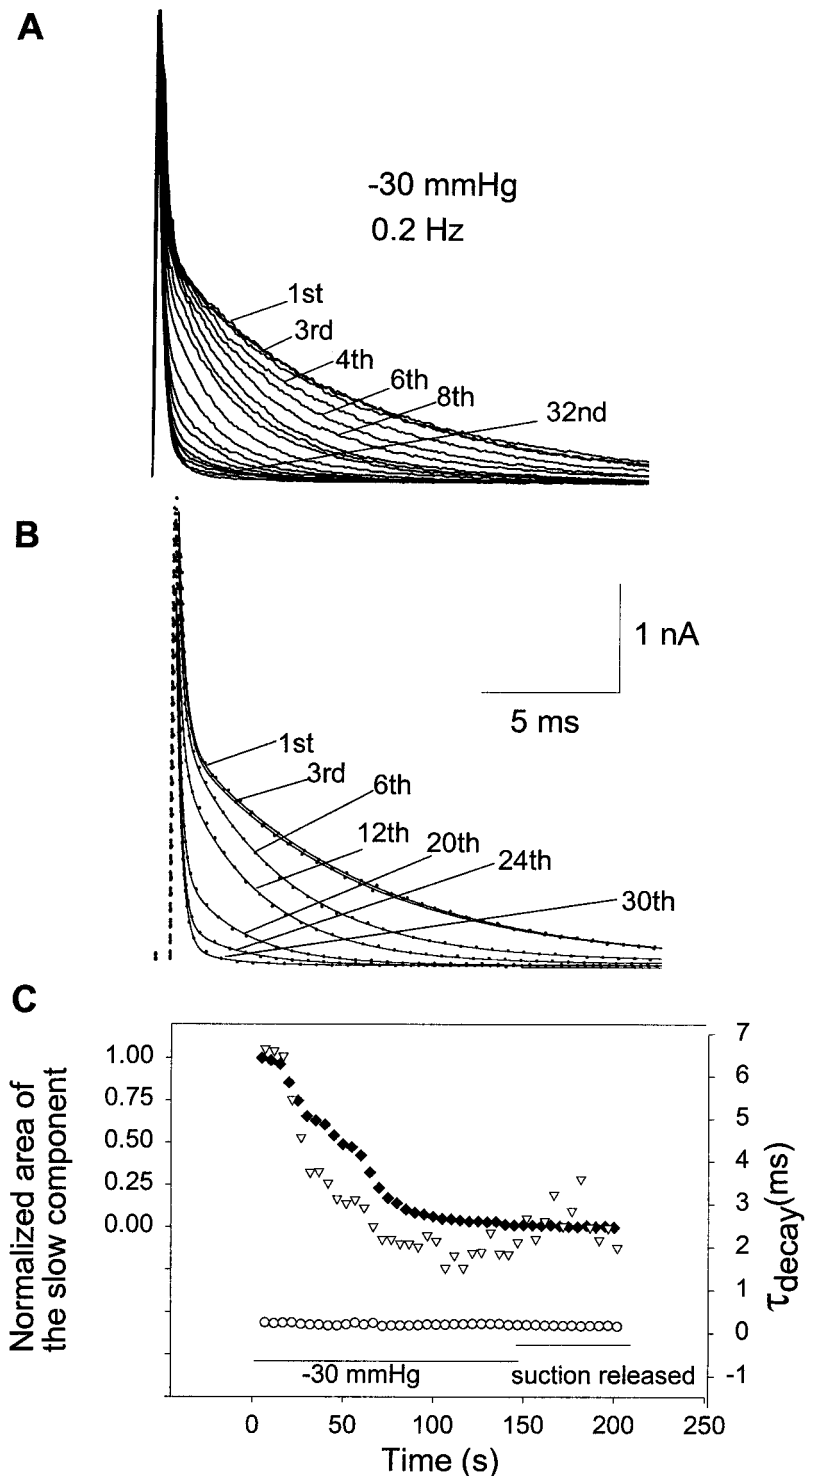 A
-30 mmHg
0.2 Hz
1st
3rd
4th
6th
8th
32nd
B
1 nA
5 ms
1st
3rd
6th
12th
20th
24th
30th
C
Normalized area of
the slow component
1.00
0.75
0.50
0.25
0.00
7
6
5
4
3
2
1
0
-1
τdecay(ms)
-30 mmHg
suction released
0
50
100
150
200
250
Time (s)